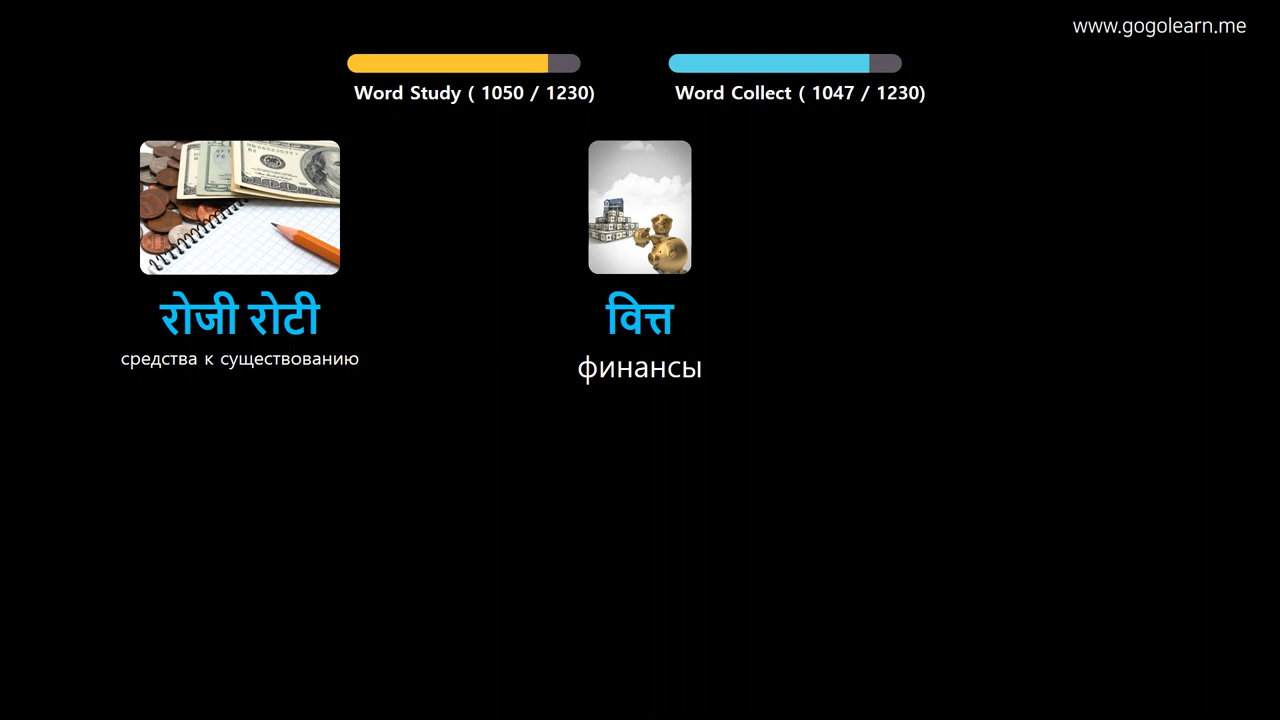 www.gogolearn.me
Word Study ( 1050 / 1230)
Word Collect ( 1047 / 1230)
रोजी रोटी
средства к существованию
वित्त
финансы